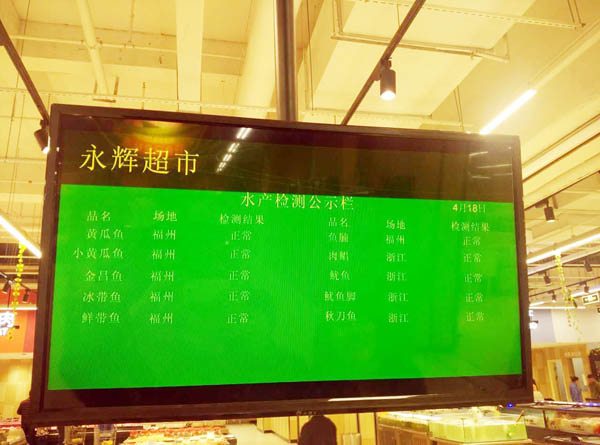 永辉超市
水产检测公示栏
4月18日
品名 场地 检测结果 品名 场地 检测结果
黄瓜鱼 福州 正常 鱼腩 福州 正常
小黄瓜鱼 福州 正常 肉鲳 浙江 正常
金昌鱼 福州 正常 鱿鱼 浙江 正常
冰带鱼 福州 正常 鱿鱼脚 浙江 正常
鲜带鱼 福州 正常 秋刀鱼 浙江 正常